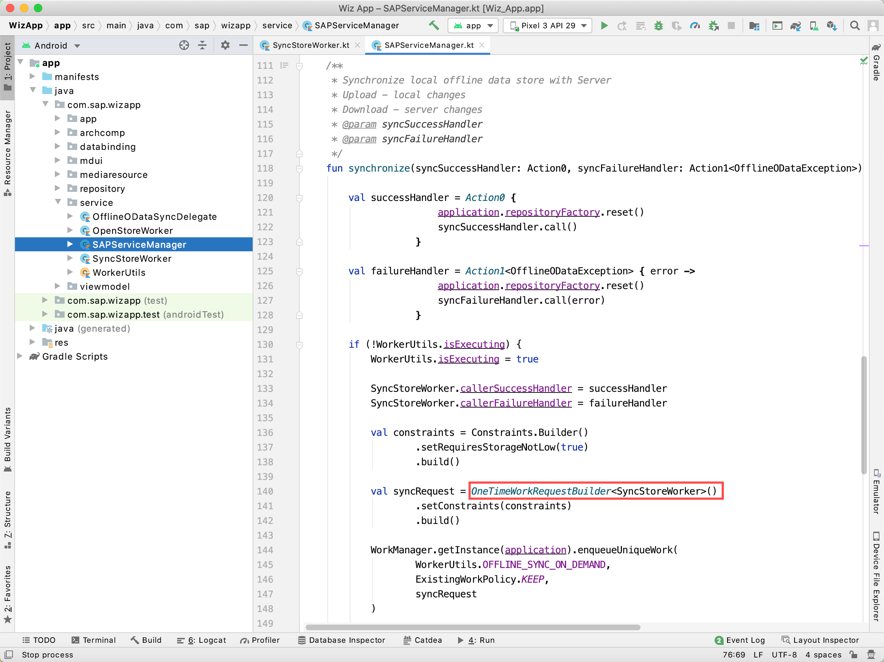 Wiz App – SAPServiceManager.kt [Wiz_App.app]
WizApp app src main java com sap wizapp service SAPServiceManager app Pixel 3 API 29
Android
SyncStoreWorker.kt SAPServiceManager.kt
1: Project
Resource Manager
Build Variants
7: Structure
2: Favorites
app
manifests
java
com.sap.wizapp
app
archcomp
databinding
mdui
mediaresource
repository
service
OfflineODataSyncDelegate
OpenStoreWorker
SAPServiceManager
SyncStoreWorker
WorkerUtils
viewmodel
com.sap.wizapp (test)
com.sap.wizapp.test (androidTest)
java (generated)
res
Gradle Scripts
111 /**
112 * Synchronize local offline data store with Server
113 * Upload - local changes
114 * Download - server changes
115 * @param syncSuccessHandler
116 * @param syncFailureHandler
117 */
118 fun synchronize(syncSuccessHandler: Action0, syncFailureHandler: Action1<OfflineODataException>)
119
120 val successHandler = Action0 {
121 application.repositoryFactory.reset()
122 syncSuccessHandler.call()
123 }
124
125 val failureHandler = Action1<OfflineODataException> { error ->
126 application.repositoryFactory.reset()
127 syncFailureHandler.call(error)
128 }
129
130 if (!WorkerUtils.isExecuting) {
131 WorkerUtils.isExecuting = true
132
133 SyncStoreWorker.callerSuccessHandler = successHandler
134 SyncStoreWorker.callerFailureHandler = failureHandler
135
136 val constraints = Constraints.Builder()
137 .setRequiresStorageNotLow(true)
138 .build()
139
140 val syncRequest = OneTimeWorkRequestBuilder<SyncStoreWorker>()
141 .setConstraints(constraints)
142 .build()
143
144 WorkManager.getInstance(application).enqueueUniqueWork(
145 WorkerUtils.OFFLINE_SYNC_ON_DEMAND,
146 ExistingWorkPolicy.KEEP,
147 syncRequest
148 )
149
Gradle
Emulator
Device File Explorer
TODO Terminal Build 6: Logcat Profiler Database Inspector Catdea 4: Run 2 Event Log Layout Inspector
Stop process 76:69 LF UTF-8 4 spaces